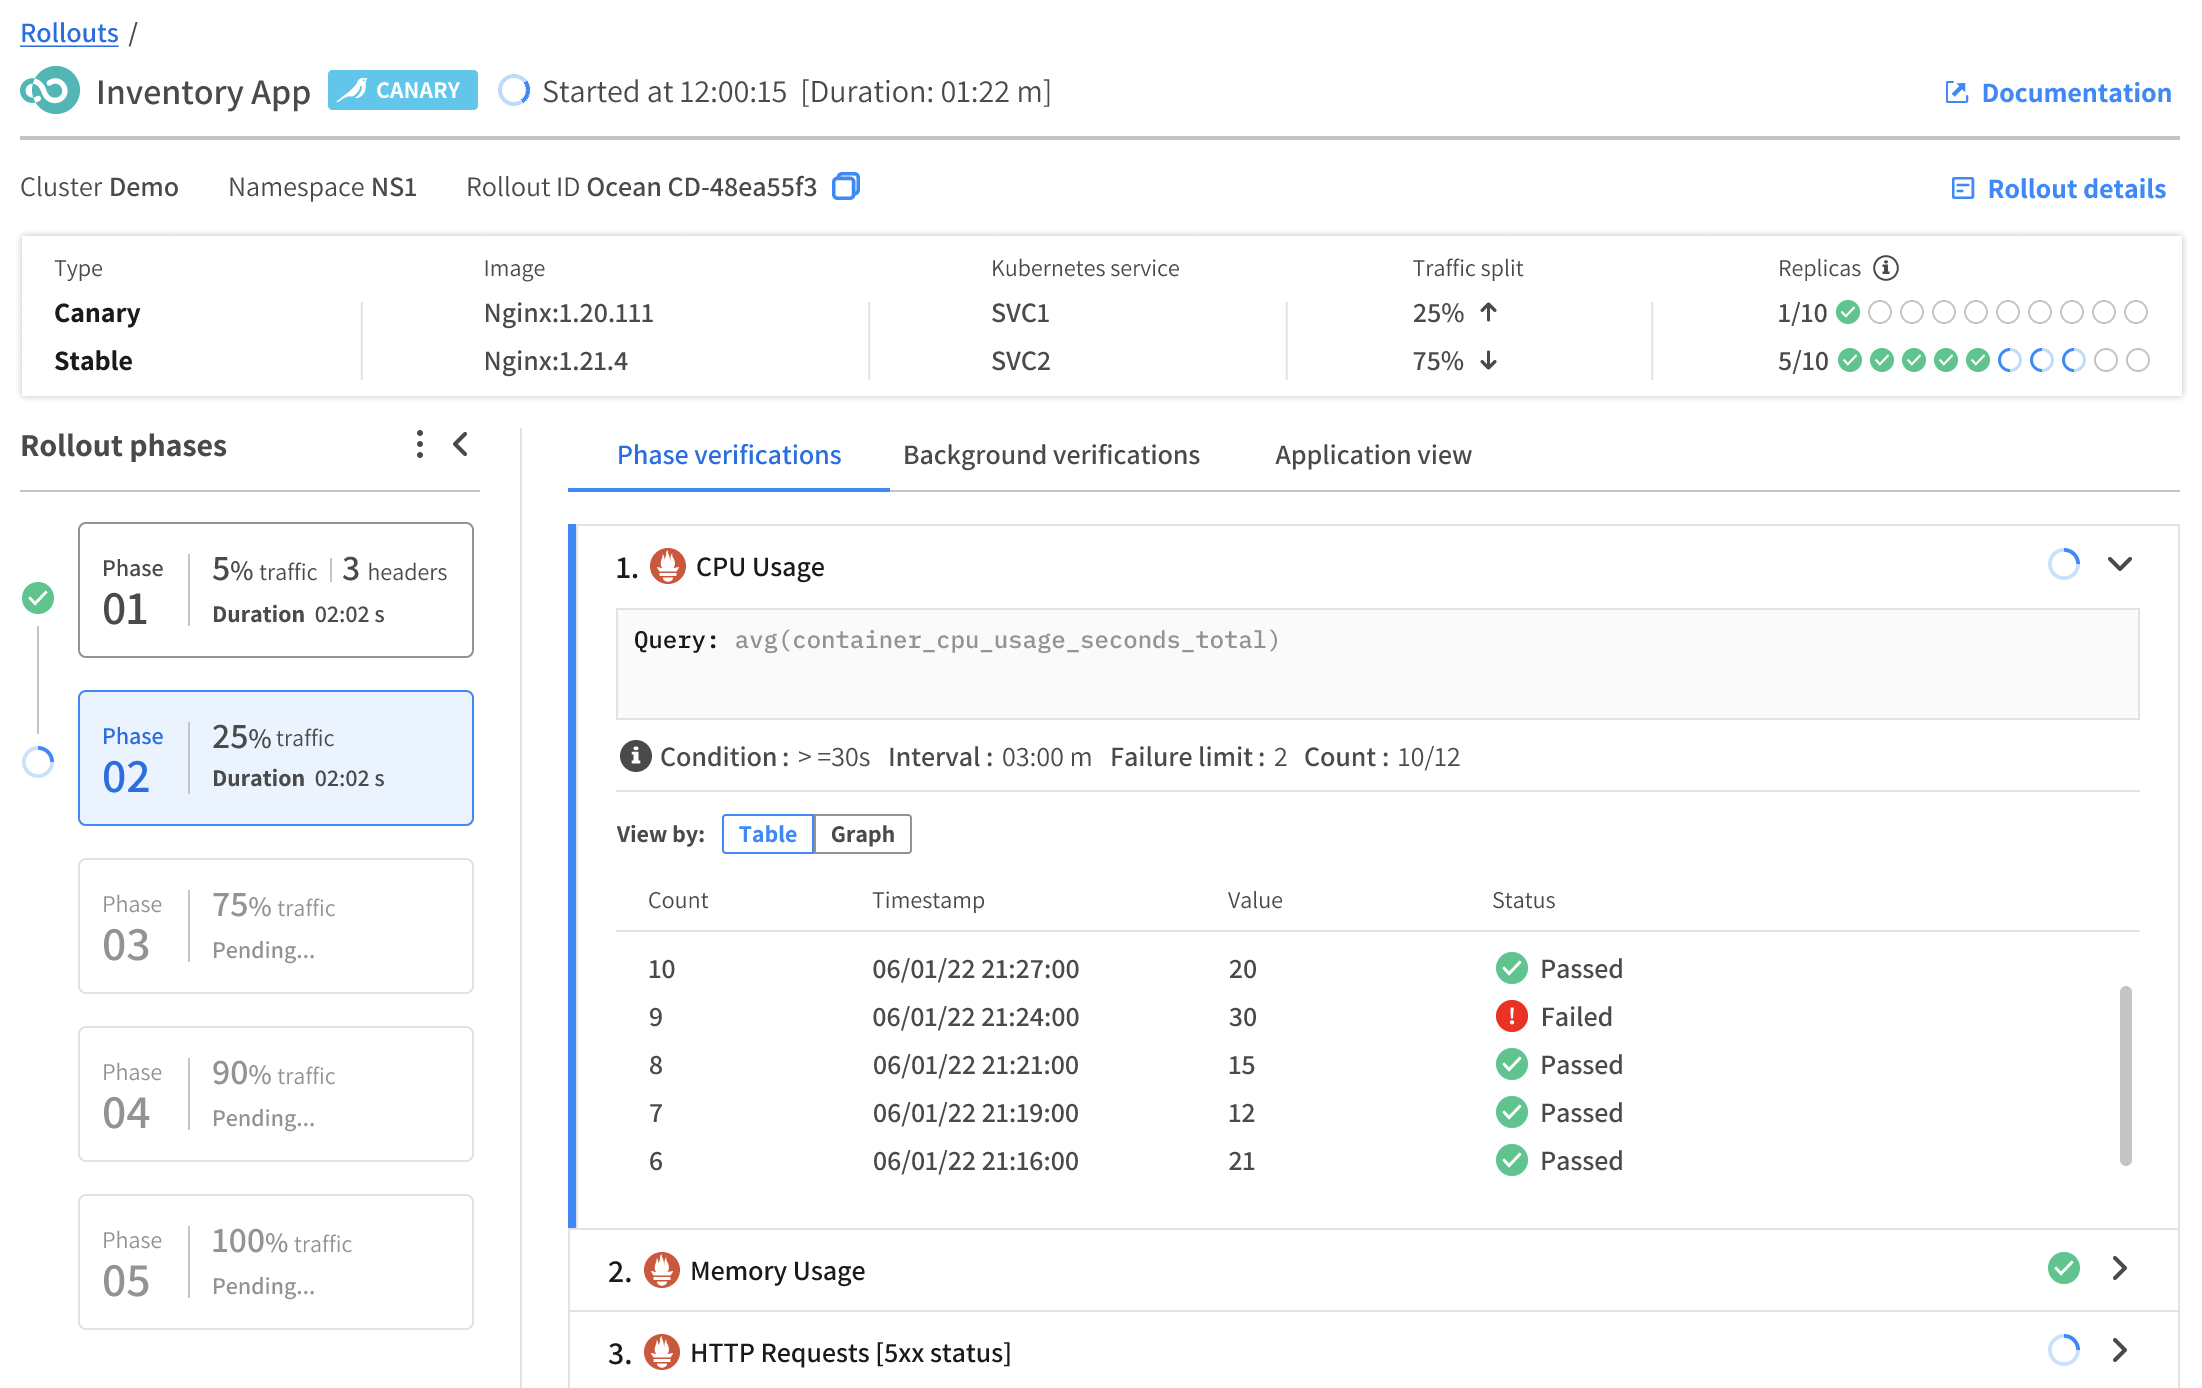 Rollouts /
Inventory App CANARY Started at 12:00:15 [Duration: 01:22 m]
Documentation
Cluster Demo Namespace NS1 Rollout ID Ocean CD-48ea55f3
Rollout details
Type Image Kubernetes service Traffic split Replicas
Canary Nginx:1.20.111 SVC1 25% ↑ 1/10
Stable Nginx:1.21.4 SVC2 75% ↓ 5/10
Rollout phases
Phase 01
5% traffic | 3 headers
Duration 02:02 s
Phase 02
25% traffic
Duration 02:02 s
Phase 03
75% traffic
Pending...
Phase 04
90% traffic
Pending...
Phase 05
100% traffic
Pending...
Phase verifications Background verifications Application view
1. CPU Usage
Query: avg(container_cpu_usage_seconds_total)
Condition : > =30s Interval : 03:00 m Failure limit : 2 Count : 10/12
View by: Table Graph
Count Timestamp Value Status
10 06/01/22 21:27:00 20 Passed
9 06/01/22 21:24:00 30 Failed
8 06/01/22 21:21:00 15 Passed
7 06/01/22 21:19:00 12 Passed
6 06/01/22 21:16:00 21 Passed
2. Memory Usage
3. HTTP Requests [5xx status]